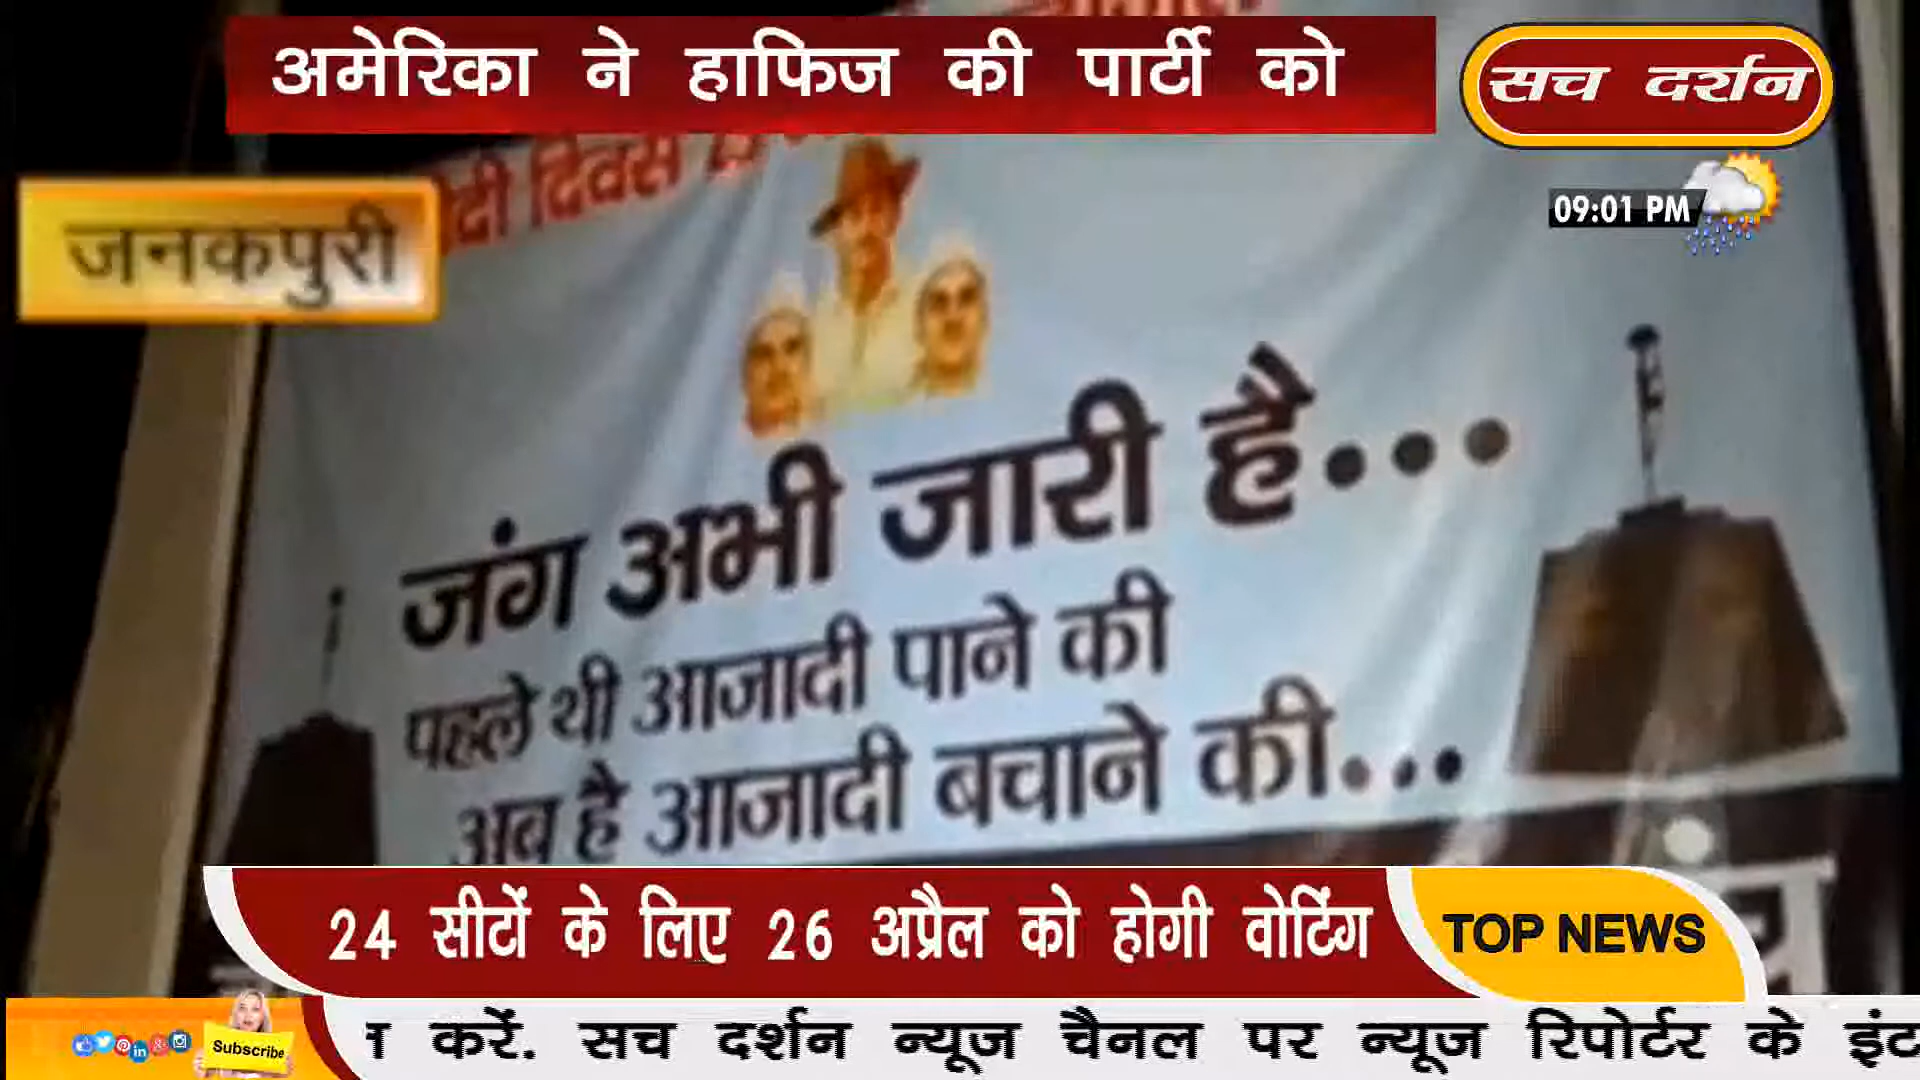 अमेरिका ने हाफिज की पार्टी को
सच दर्शन
09:01 PM
जनकपुरी
दिवस
जंग अभी जारी है...
पहले थी आजादी पाने की
अब है आजादी बचाने की...
24 सीटों के लिए 26 अप्रैल को होगी वोटिंग
TOP NEWS
Subscribe
करें. सच दर्शन न्यूज चैनल पर न्यूज रिपोर्टर के